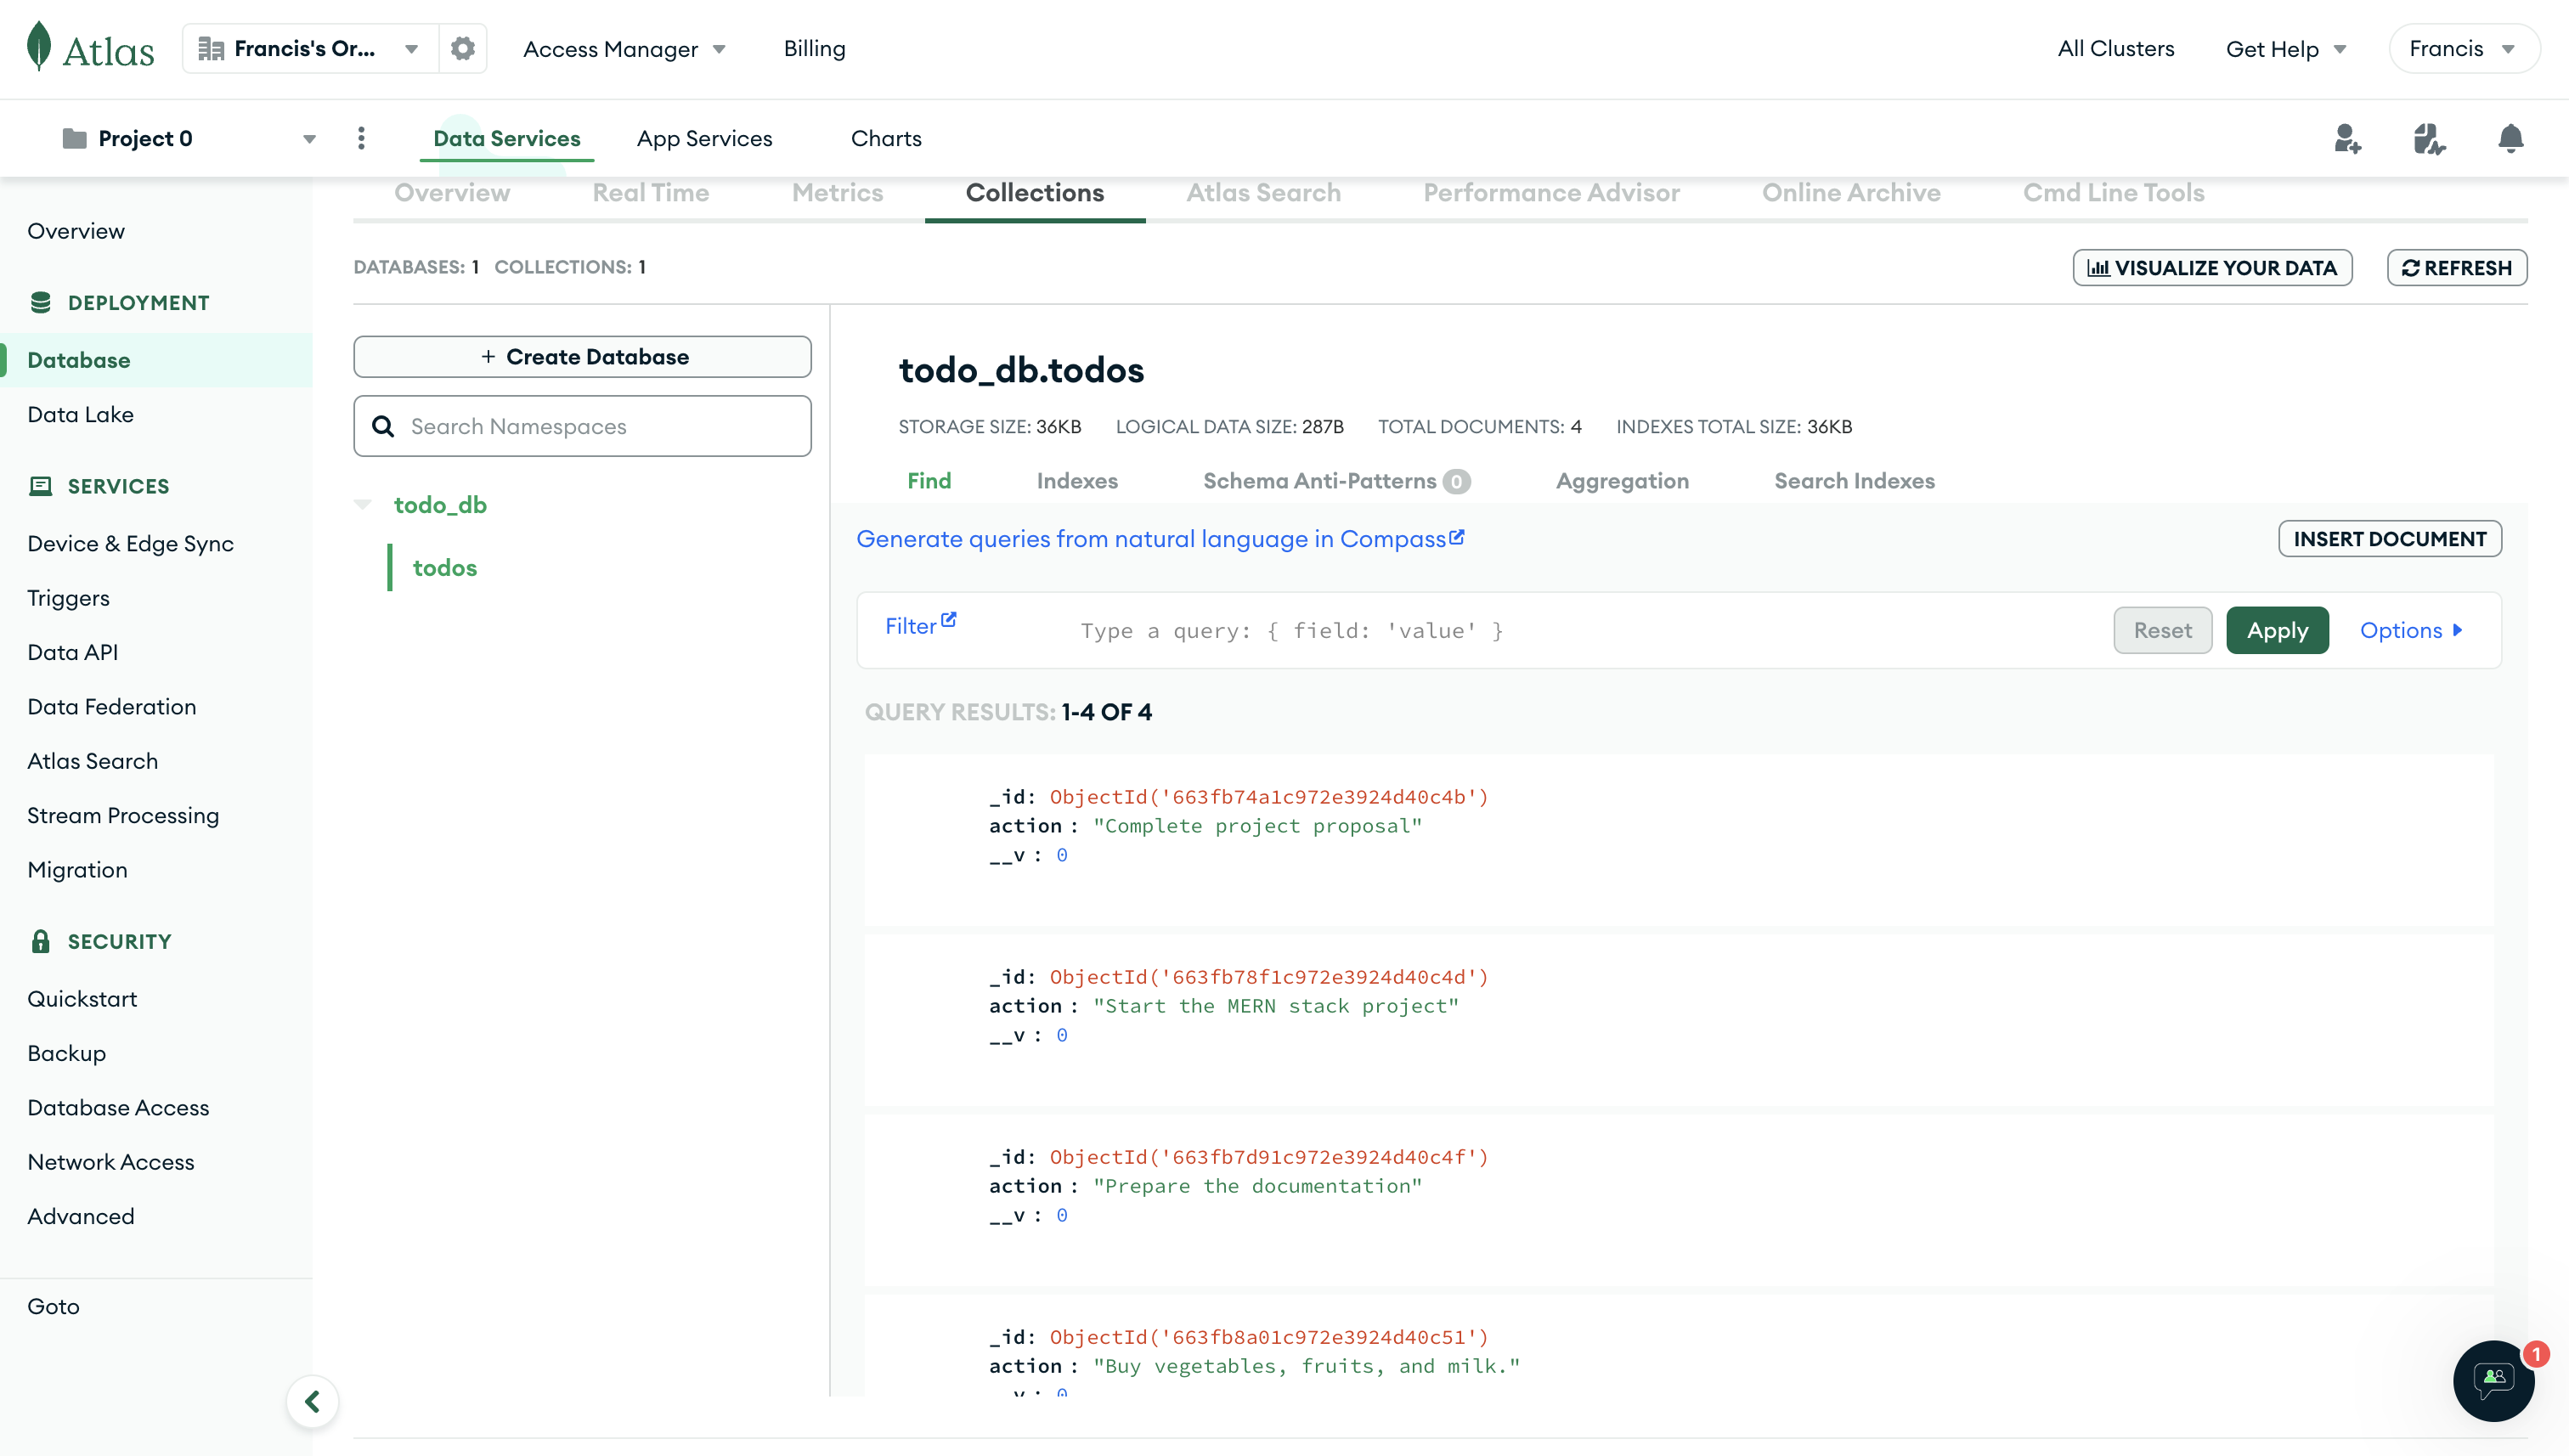 Atlas
Francis's Or...
Access Manager
Billing
All Clusters
Get Help
Francis
Project 0
Data Services
App Services
Charts
Overview
Real Time
Metrics
Collections
Atlas Search
Performance Advisor
Online Archive
Cmd Line Tools
Overview
DEPLOYMENT
Database
Data Lake
SERVICES
Device & Edge Sync
Triggers
Data API
Data Federation
Atlas Search
Stream Processing
Migration
SECURITY
Quickstart
Backup
Database Access
Network Access
Advanced
Goto
DATABASES: 1 COLLECTIONS: 1
VISUALIZE YOUR DATA
REFRESH
+ Create Database
Search Namespaces
todo_db
todos
todo_db.todos
STORAGE SIZE: 36KB LOGICAL DATA SIZE: 287B TOTAL DOCUMENTS: 4 INDEXES TOTAL SIZE: 36KB
Find
Indexes
Schema Anti-Patterns 0
Aggregation
Search Indexes
Generate queries from natural language in Compass
INSERT DOCUMENT
Filter
Type a query: { field: 'value' }
Reset
Apply
Options
QUERY RESULTS: 1-4 OF 4
_id: ObjectId('663fb74a1c972e3924d40c4b')
action : "Complete project proposal"
__v : 0
_id: ObjectId('663fb78f1c972e3924d40c4d')
action : "Start the MERN stack project"
__v : 0
_id: ObjectId('663fb7d91c972e3924d40c4f')
action : "Prepare the documentation"
__v : 0
_id: ObjectId('663fb8a01c972e3924d40c51')
action : "Buy vegetables, fruits, and milk."
__v : 0
1